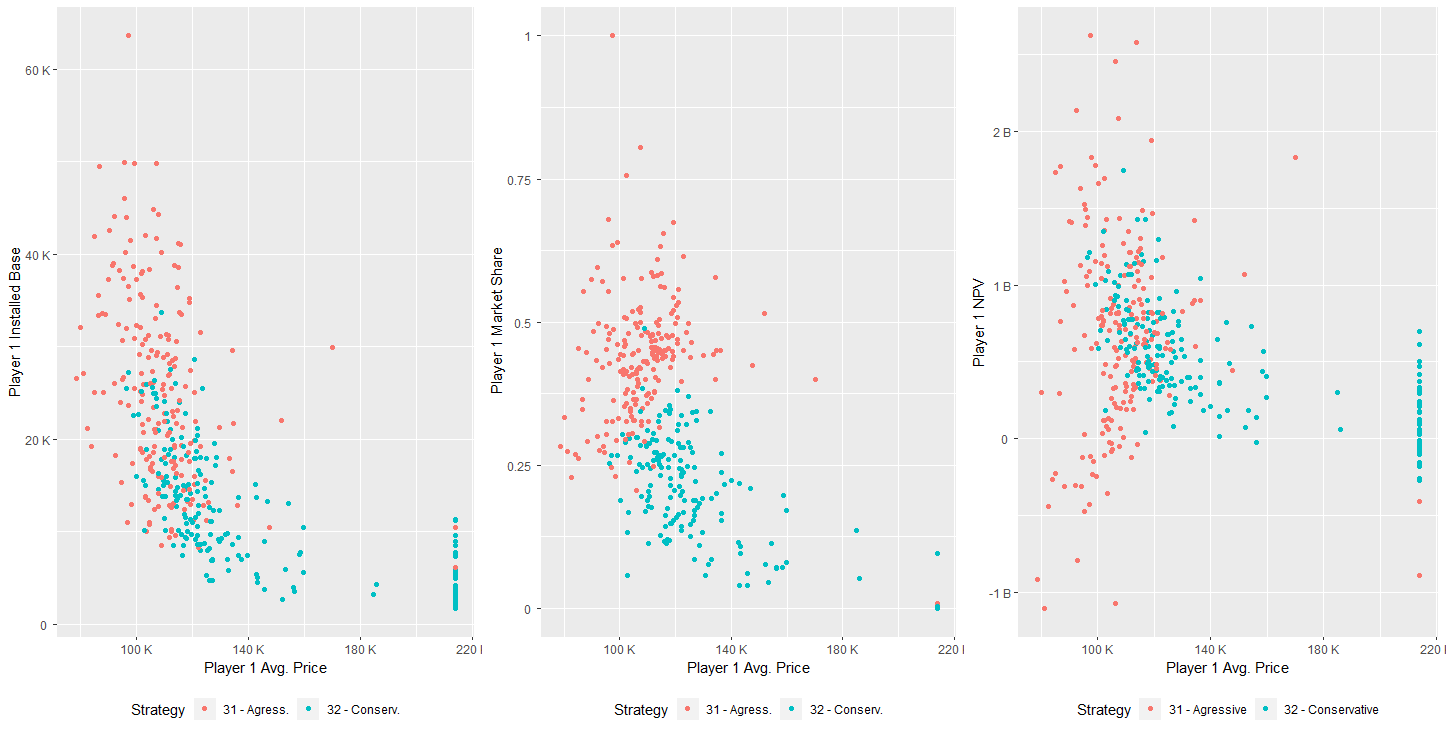 Player 1 Installed Base
60 K
40 K
20 K
0
100 K
140 K
180 K
220 l
Player 1 Avg. Price
Strategy 31 - Agress. 32 - Conserv.
Player 1 Market Share
1
0.75
0.5
0.25
0
100 K
140 K
180 K
220 l
Player 1 Avg. Price
Strategy 31 - Agress. 32 - Conserv.
Player 1 NPV
2 B
1 B
0
-1 B
100 K
140 K
180 K
220 l
Player 1 Avg. Price
Strategy 31 - Agressive 32 - Conservative